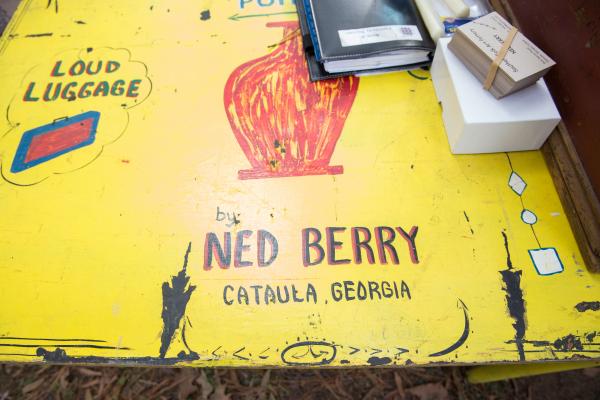 LOUD
LUGGAGE
by:
NED BERRY
CATAULA, GEORGIA